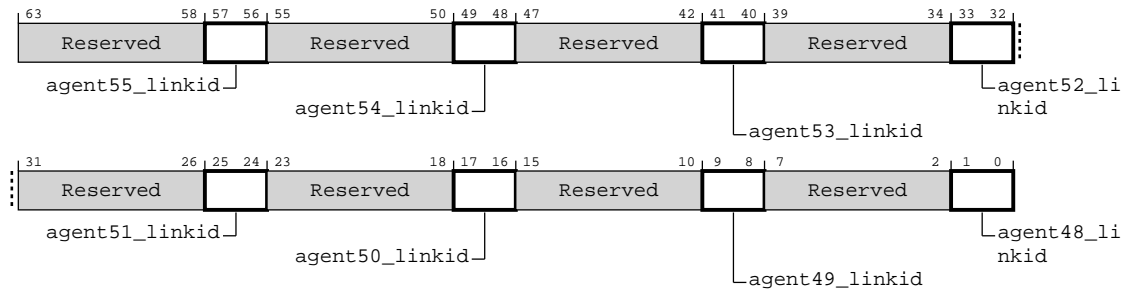 63 58 57 56 55 50 49 48 47 42 41 40 39 34 33 32
Reserved Reserved Reserved Reserved
agent55_linkid agent52_li
agent54_linkid nkid
agent53_linkid
31 26 25 24 23 18 17 16 15 10 9 8 7 2 1 0
Reserved Reserved Reserved Reserved
agent51_linkid agent48_li
agent50_linkid nkid
agent49_linkid